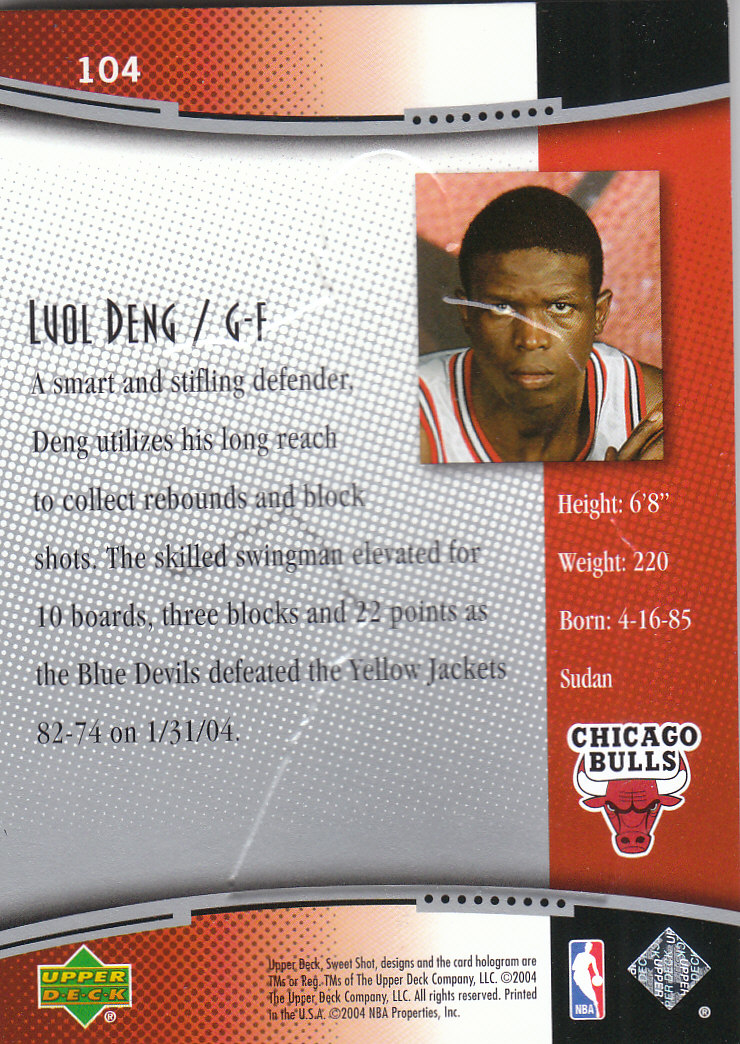 104
LUOL DENG / G-F
A smart and stifling defender,
Deng utilizes his long reach
to collect rebounds and block
shots. The skilled swingman elevated for
10 boards, three blocks and 22 points as
the Blue Devils defeated the Yellow Jackets
82-74 on 1/31/04.
Height: 6'8"
Weight: 220
Born: 4-16-85
Sudan
CHICAGO
BULLS
UPPER
D·E·C·K
®
Upper Deck, Sweet Shot, designs and the card hologram are
TMs or Reg. TMs of The Upper Deck Company, LLC. ©2004
The Upper Deck Company, LLC. All rights reserved. Printed
in the U.S.A. ©2004 NBA Properties, Inc.
NBA
®